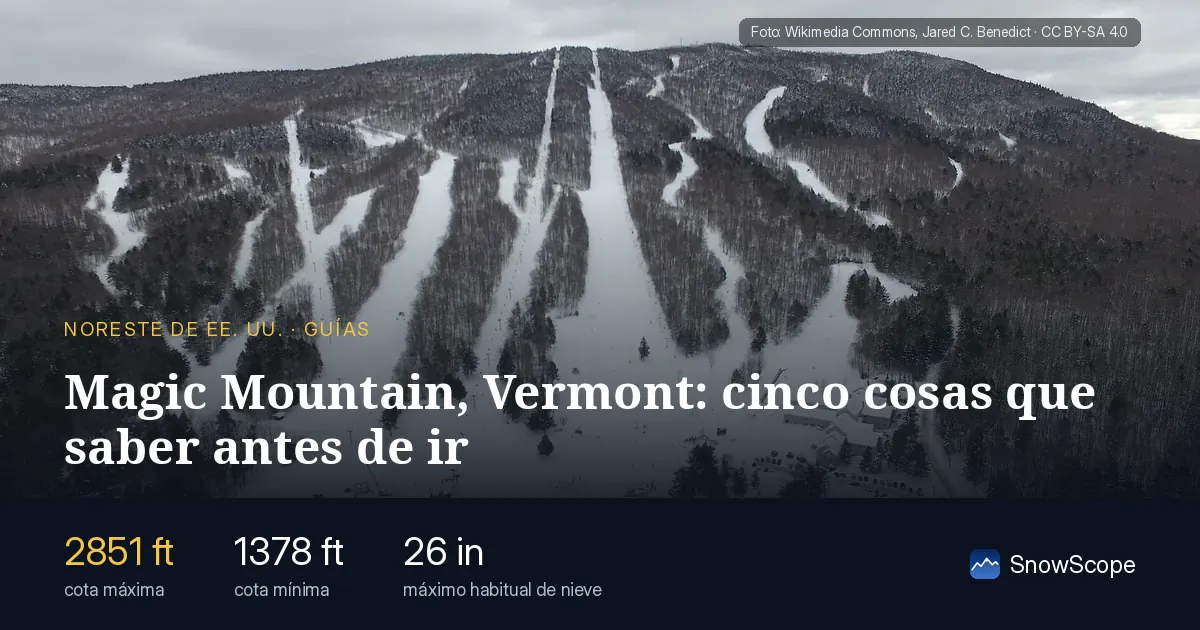 Foto: Wikimedia Commons, Jared C. Benedict · CC BY-SA 4.0
NORESTE DE EE. UU. · GUÍAS
Magic Mountain, Vermont: cinco cosas que
saber antes de ir
2851 ft
cota máxima
1378 ft
cota mínima
26 in
máximo habitual de nieve
SnowScope